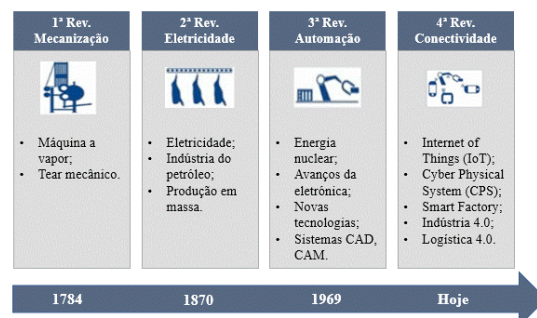 1ª Rev.
Mecanização
• Máquina a
vapor;
• Tear mecânico.
2ª Rev.
Eletricidade
• Eletricidade;
• Indústria do
petróleo;
• Produção em
massa.
3ª Rev.
Automação
• Energia
nuclear;
• Avanços da
eletrônica;
• Novas
tecnologias;
• Sistemas CAD,
CAM.
4ª Rev.
Conectividade
• Internet of
Things (IoT);
• Cyber Physical
System (CPS);
• Smart Factory;
• Indústria 4.0;
• Logística 4.0.
1784
1870
1969
Hoje